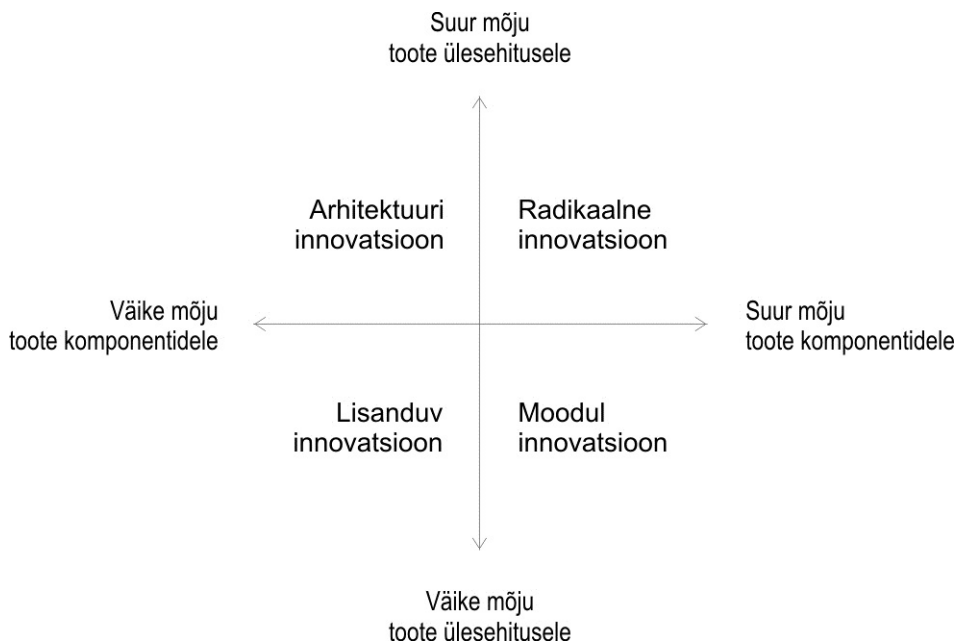 Suur mõju
toote ülesehitusele
Arhitektuuri
innovatsioon
Radikaalne
innovatsioon
Väike mõju
toote komponentidele
Suur mõju
toote komponentidele
Lisanduv
innovatsioon
Moodul
innovatsioon
Väike mõju
toote ülesehitusele